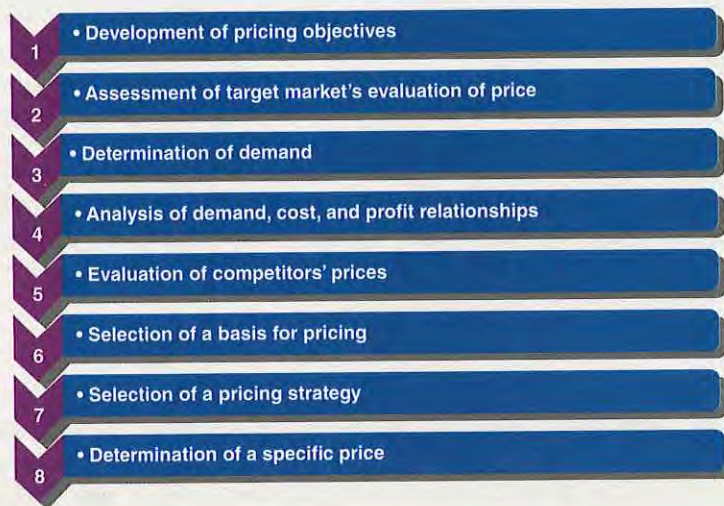 1
• Development of pricing objectives
2
• Assessment of target market's evaluation of price
3
• Determination of demand
4
• Analysis of demand, cost, and profit relationships
5
• Evaluation of competitors' prices
6
• Selection of a basis for pricing
7
• Selection of a pricing strategy
8
• Determination of a specific price